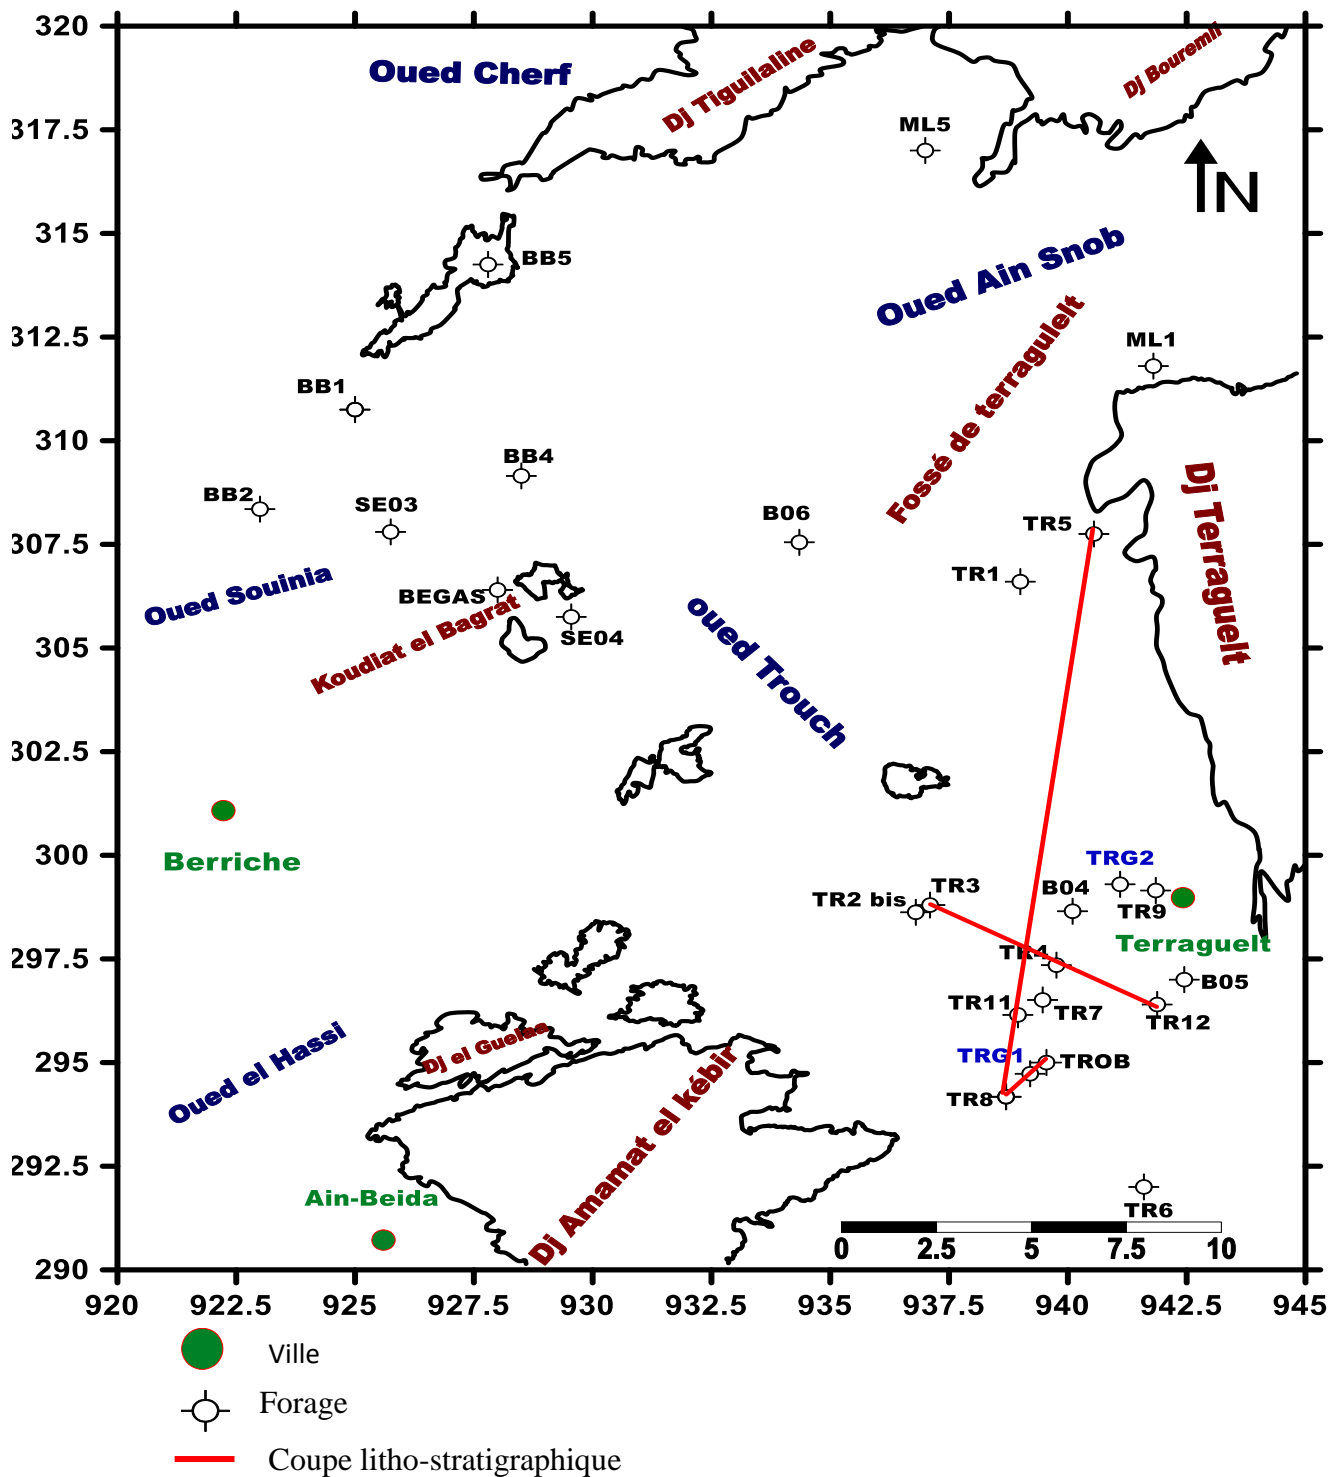 320
317.5
315
312.5
310
307.5
305
302.5
300
297.5
295
292.5
290
920
922.5
925
927.5
930
932.5
935
937.5
940
942.5
945
Oued Cherf
Dj Tiguilaline
Dj Bouremli
ML5
N
BB5
Oued Ain Snob
Fossé de terraguielt
ML1
BB1
BB4
BB2
SE03
B06
TR5
Dj Terraguelt
TR1
Oued Souinia
BEGAS
SE04
Koudiat el Bagrat
oued Trouch
Berriche
TRG2
TR3
TR2 bis
B04
TR9
Terraguelt
TR4
B05
TR11
TR7
TR12
Oued el Hassi
Dj el Guelaa
Dj Amamat el kébir
TRG1
TROB
TR8
Ain-Beida
TR6
0 2.5 5 7.5 10
Ville
Forage
Coupe litho-stratigraphique